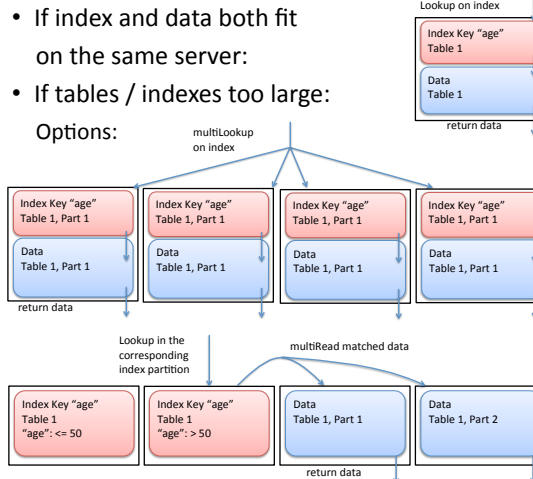 • If index and data both fit
on the same server:
• If tables / indexes too large:
Options:
Lookup on index
Index Key “age”
Table 1
Data
Table 1
return data
multiLookup
on index
Index Key “age”
Table 1, Part 1
Data
Table 1, Part 1
Index Key “age”
Table 1, Part 1
Data
Table 1, Part 1
Index Key “age”
Table 1, Part 1
Data
Table 1, Part 1
Index Key “age”
Table 1, Part 1
Data
Table 1, Part 1
return data
Lookup in the
corresponding
index partition
multiRead matched data
Index Key “age”
Table 1
“age”: <= 50
Index Key “age”
Table 1
“age”: > 50
Data
Table 1, Part 1
Data
Table 1, Part 2
return data